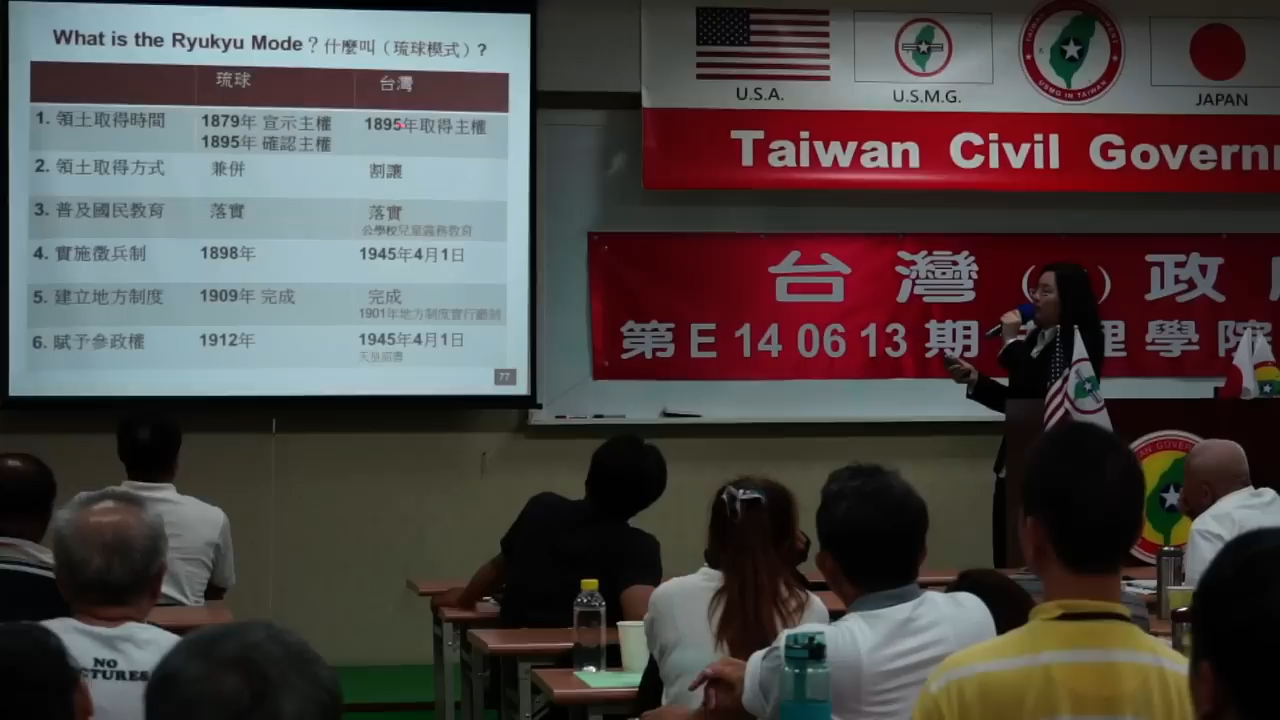 What is the Ryukyu Mode？什麼叫（琉球模式）?
琉球 台灣
1. 領土取得時間 1879年 宣示主權 1895年取得主權
1895年 確認主權
2. 領土取得方式 兼併 割讓
3. 普及國民教育 落實 落實
公學校兒童義務教育
4. 實施徵兵制 1898年 1945年4月1日
5. 建立地方制度 1909年 完成 完成
1901年地方制度實行廳制
6. 賦予參政權 1912年 1945年4月1日
天皇詔書
77
U.S.A. U.S.M.G. JAPAN
USMG IN TAIWAN
Taiwan Civil Governm
台灣 ( ) 政
第E 14 06 13 期 理學院
NO
CTURES